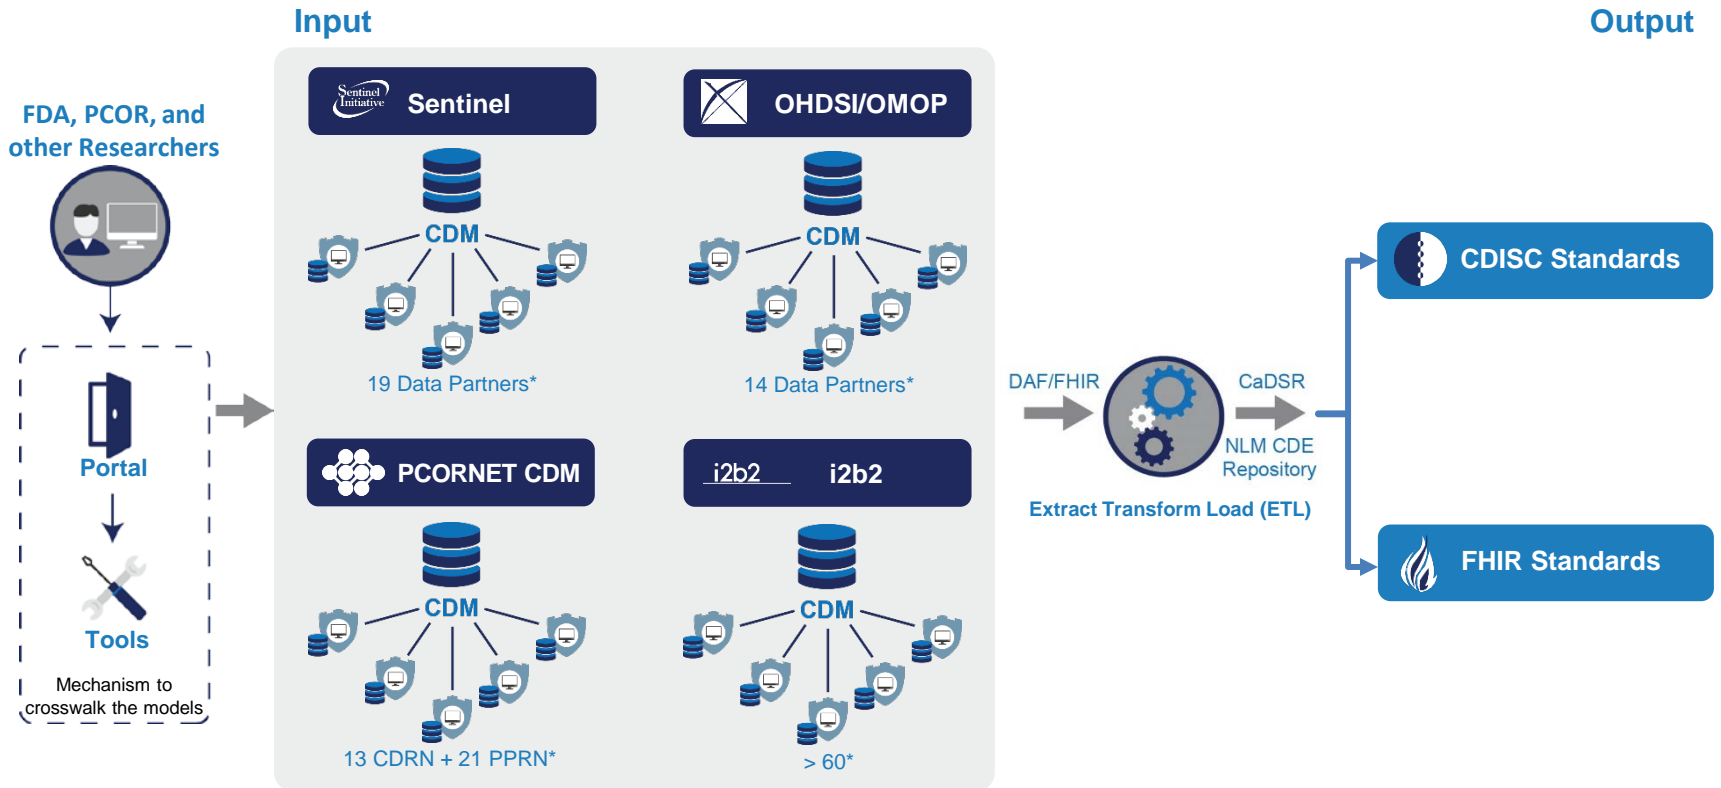 Input
Output
FDA, PCOR, and
other Researchers
Portal
Tools
Mechanism to
crosswalk the models
Sentinel
Initiative
Sentinel
CDM
19 Data Partners*
OHDSI/OMOP
CDM
14 Data Partners*
PCORNET CDM
CDM
13 CDRN + 21 PPRN*
i2b2
i2b2
CDM
> 60*
DAF/FHIR
CaDSR
NLM CDE
Repository
Extract Transform Load (ETL)
CDISC Standards
FHIR Standards